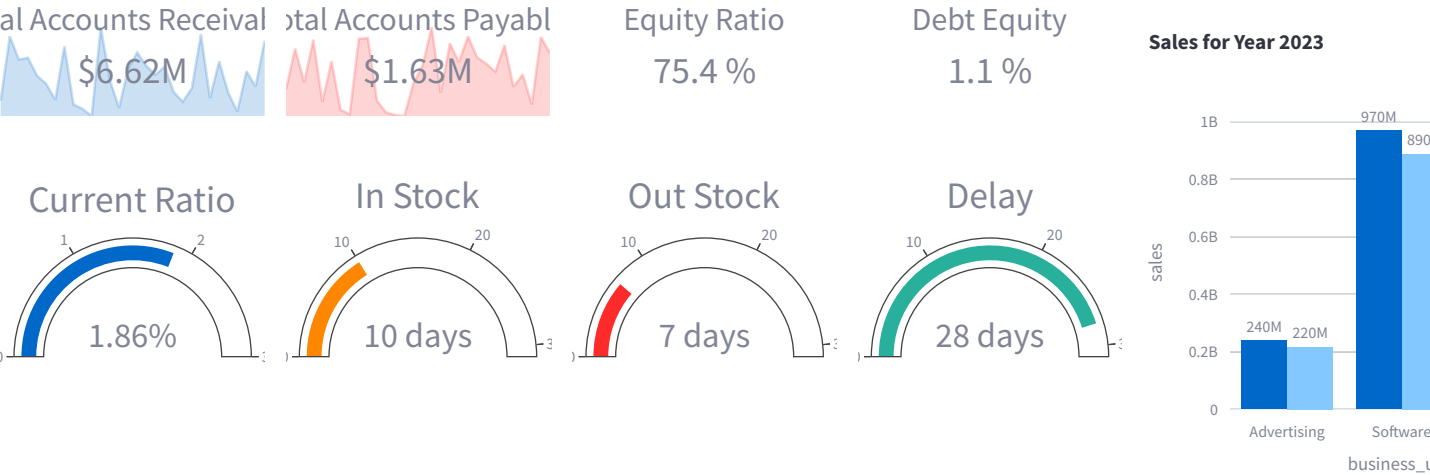 al Accounts Receival
otal Accounts Payabl
Equity Ratio
Debt Equity
$6.62M
$1.63M
75.4 %
1.1 %
Sales for Year 2023
Current Ratio
1
2
1.86%
In Stock
10
20
10 days
Out Stock
10
20
7 days
Delay
10
20
28 days
sales
1B
0.8B
0.6B
0.4B
0.2B
0
970M
890
240M
220M
Advertising
Software
business_u